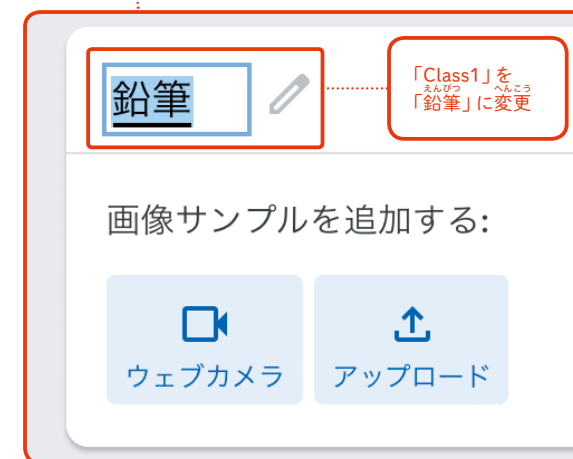 鉛筆
「Class1」を
えんぴつ へんこう
「鉛筆」に変更
画像サンプルを追加する:
ウェブカメラ アップロード